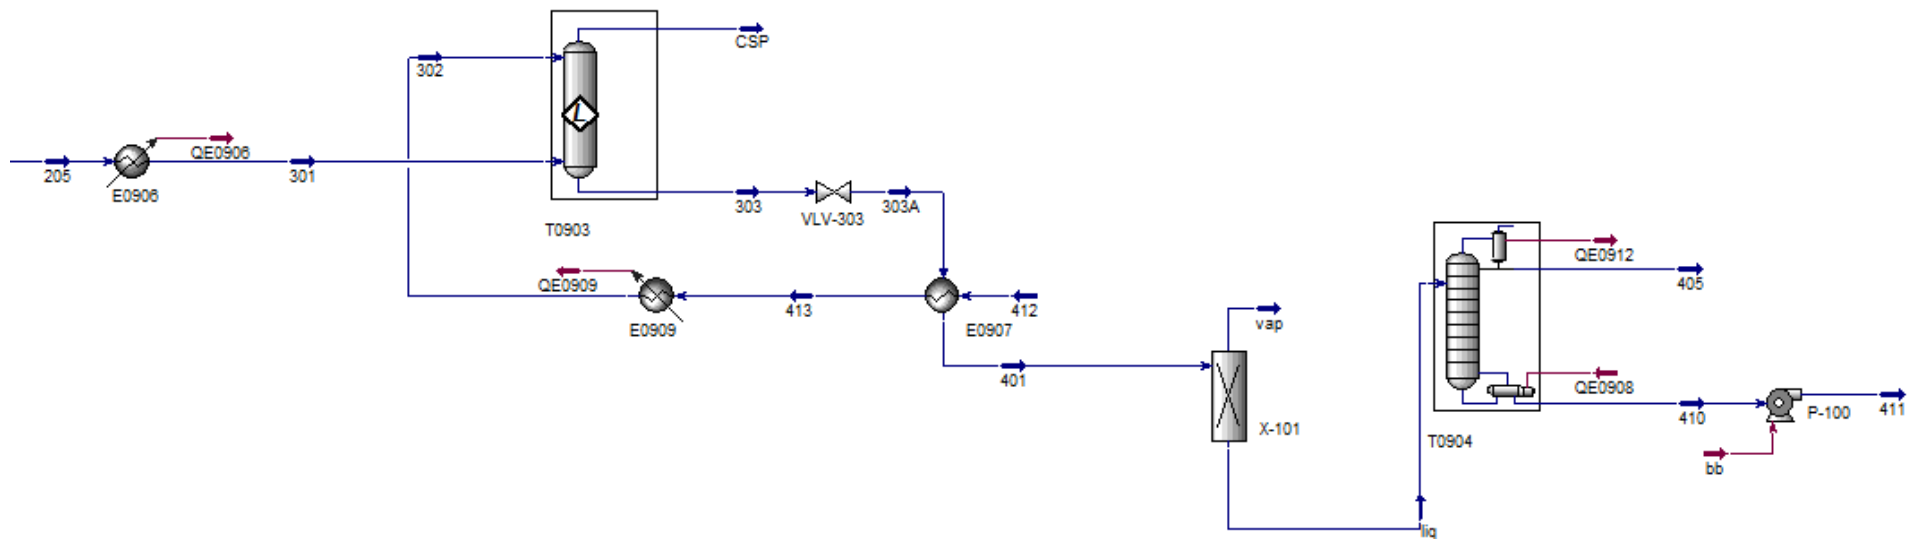 CSP
302
L
QE0906
205
301
E0906
303
303A
VLV-303
T0903
QE0912
405
QE0909
413
412
E0909
E0907
vap
401
QE0908
410
411
P-100
X-101
T0904
bb
liq